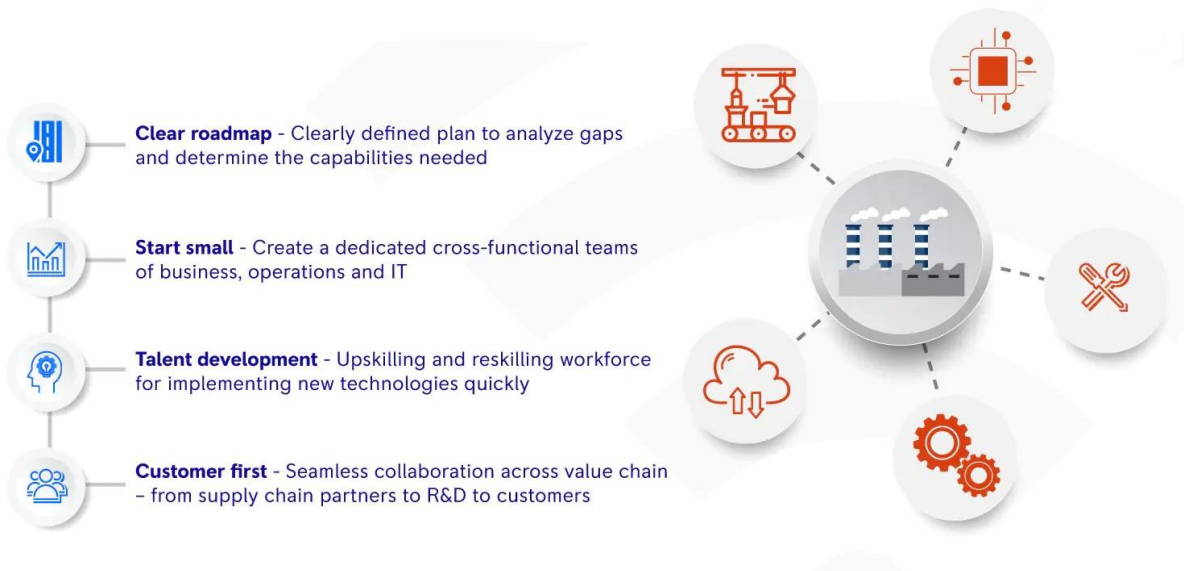 Clear roadmap - Clearly defined plan to analyze gaps
and determine the capabilities needed
Start small - Create a dedicated cross-functional teams
of business, operations and IT
Talent development - Upskilling and reskilling workforce
for implementing new technologies quickly
Customer first - Seamless collaboration across value chain
– from supply chain partners to R&D to customers